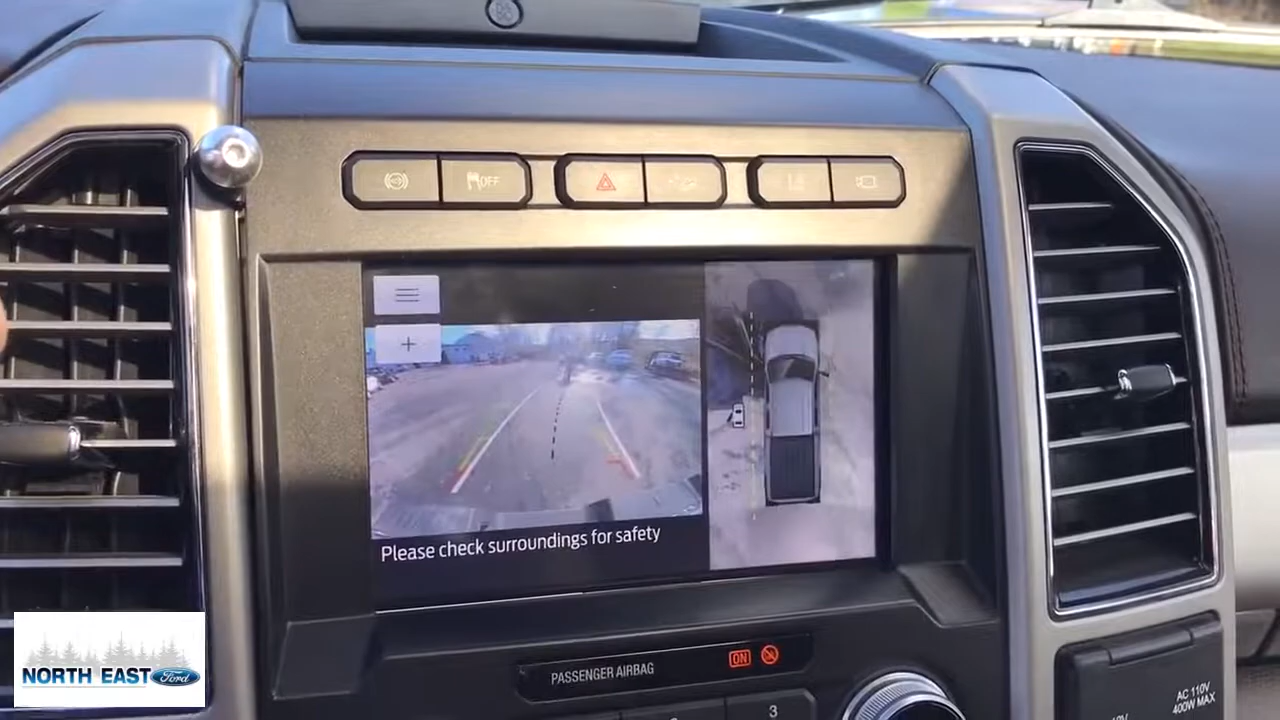 OFF
Please check surroundings for safety
PASSENGER AIRBAG
ON
3
AC 110V
400W MAX
NORTH EAST Ford